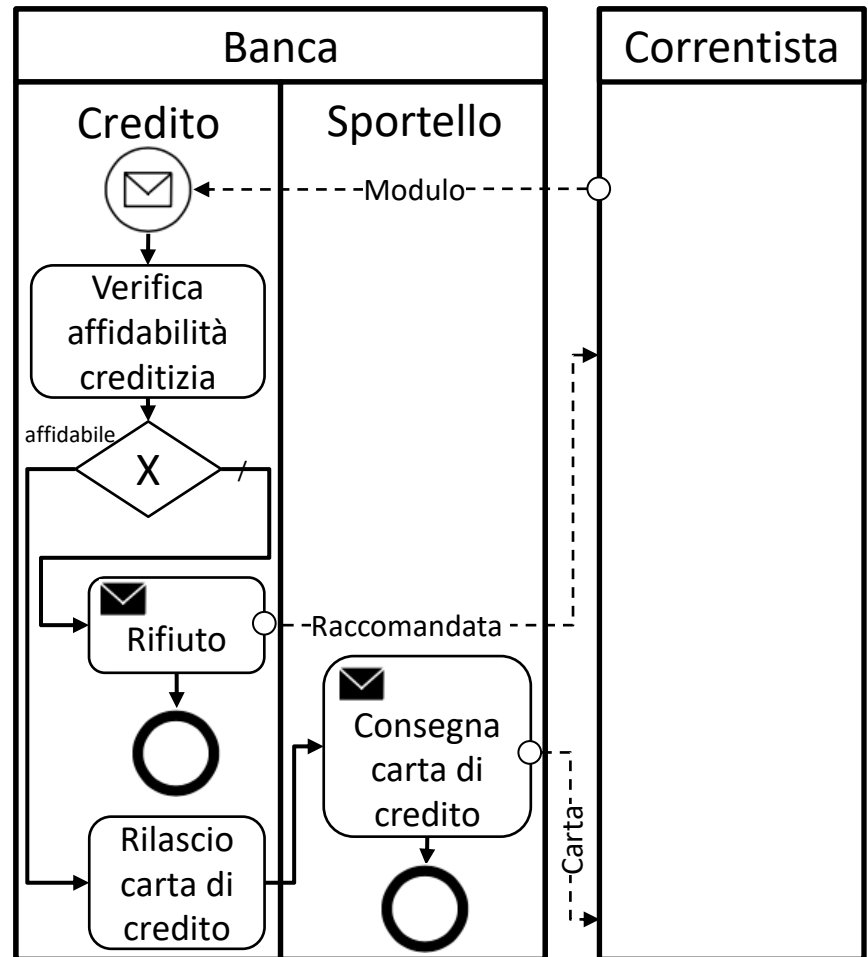 Banca
Correntista
Credito
Sportello
Modulo
Verifica
affidabilità
creditizia
affidabile
X
Rifiuto
Raccomandata
Consegna
carta di
credito
Carta
Rilascio
carta di
credito